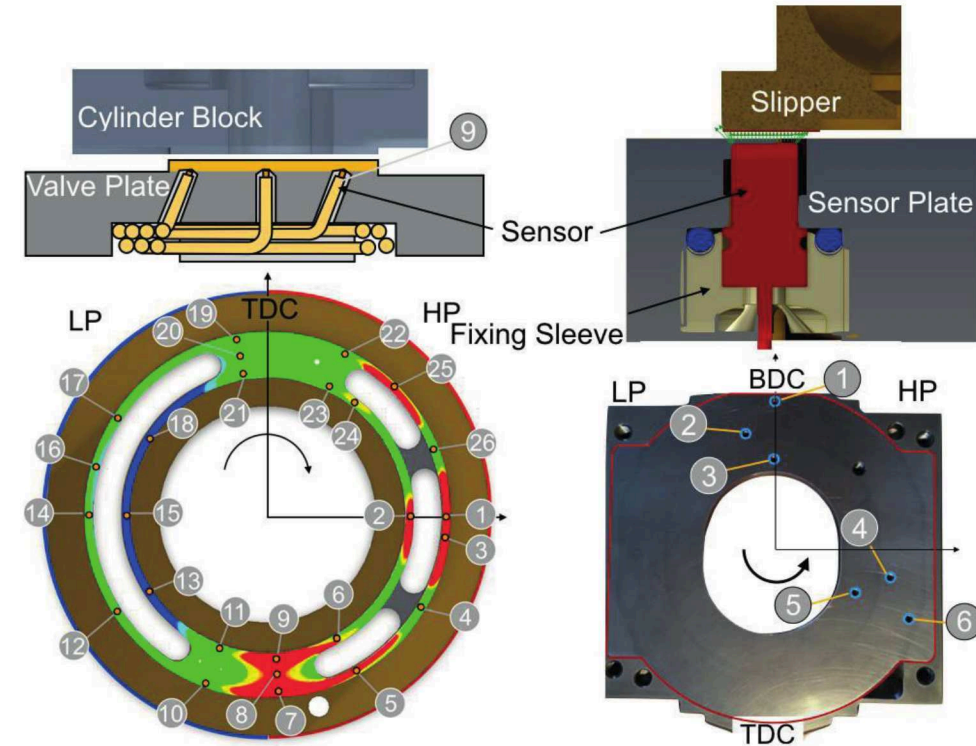 Cylinder Block
9
Valve Plate
Sensor
Slipper
Sensor Plate
Fixing Sleeve
LP
TDC
HP
19
20
22
17
21
23
25
24
18
16
26
14
15
2
1
3
13
6
4
11
9
12
10
8
7
5
LP
BDC
1
HP
2
3
4
5
6
TDC